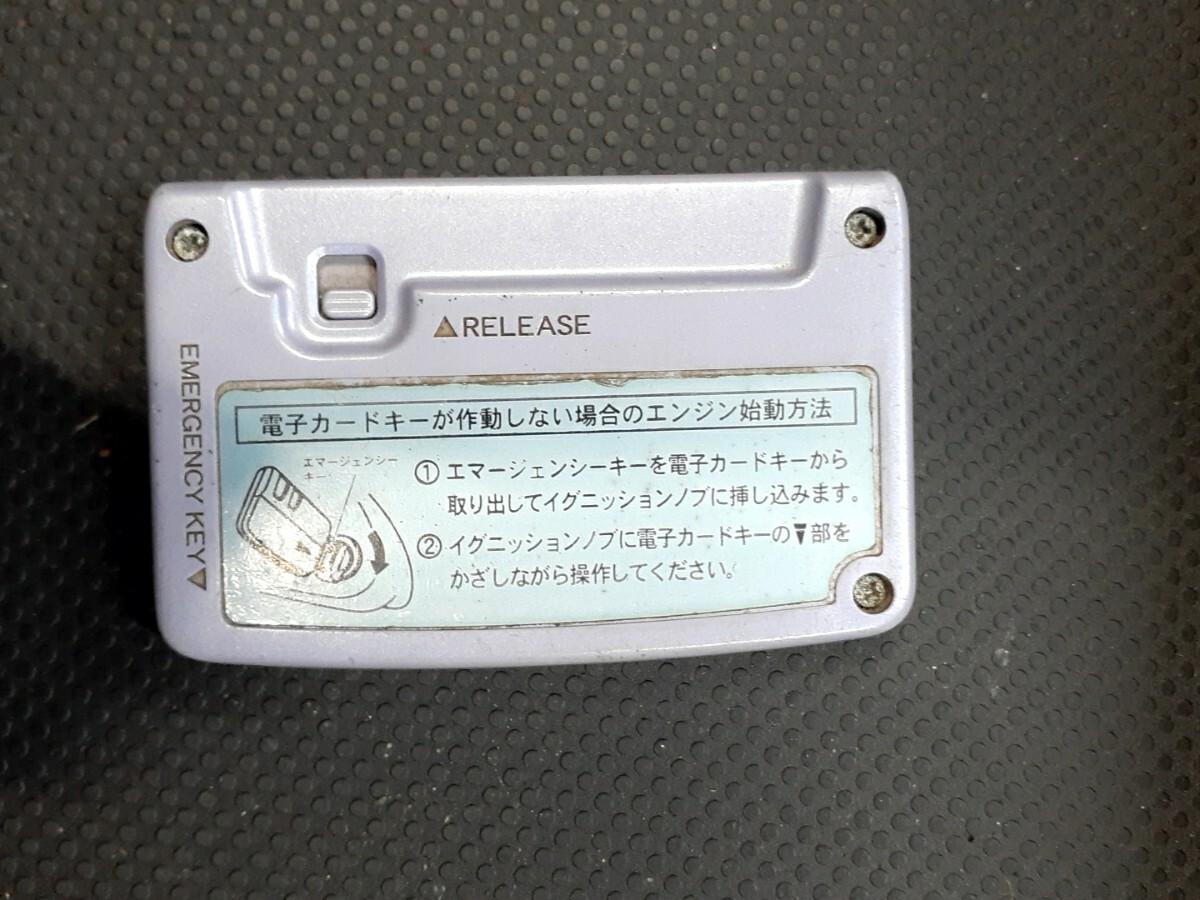 ▲RELEASE
EMERGENCY KEY▽
電子カードキーが作動しない場合のエンジン始動方法
エマージェンシー
キー
① エマージェンシーキーを電子カードキーから
取り出してイグニッションノブに挿し込みます。
② イグニッションノブに電子カードキーの▼部を
かざしながら操作してください。